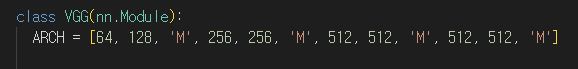 class VGG(nn.Module):
ARCH = [64, 128, 'M', 256, 256, 'M', 512, 512, 'M', 512, 512, 'M']